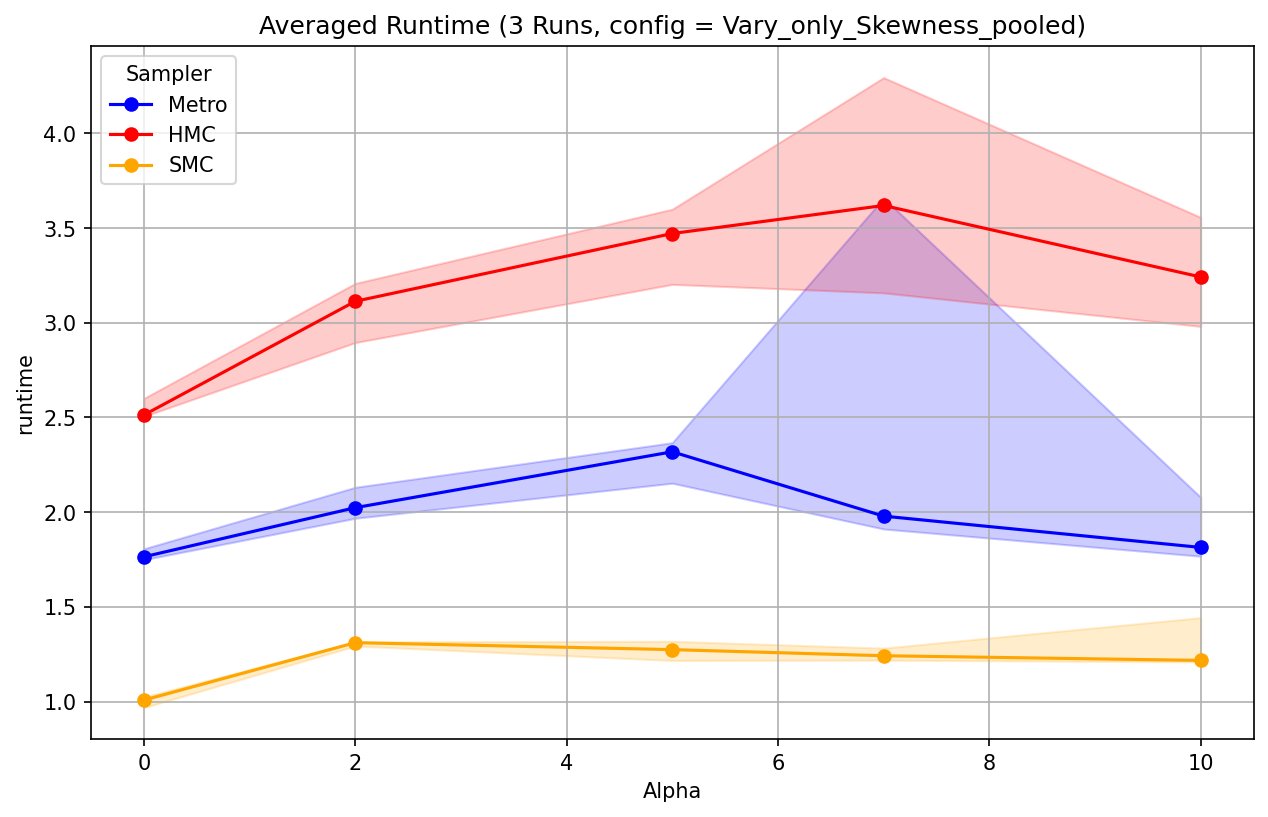 Averaged Runtime (3 Runs, config = Vary_only_Skewness_pooled)
Sampler
Metro
HMC
SMC
4.0
3.5
3.0
2.5
2.0
1.5
1.0
runtime
0 2 4 6 8 10
Alpha